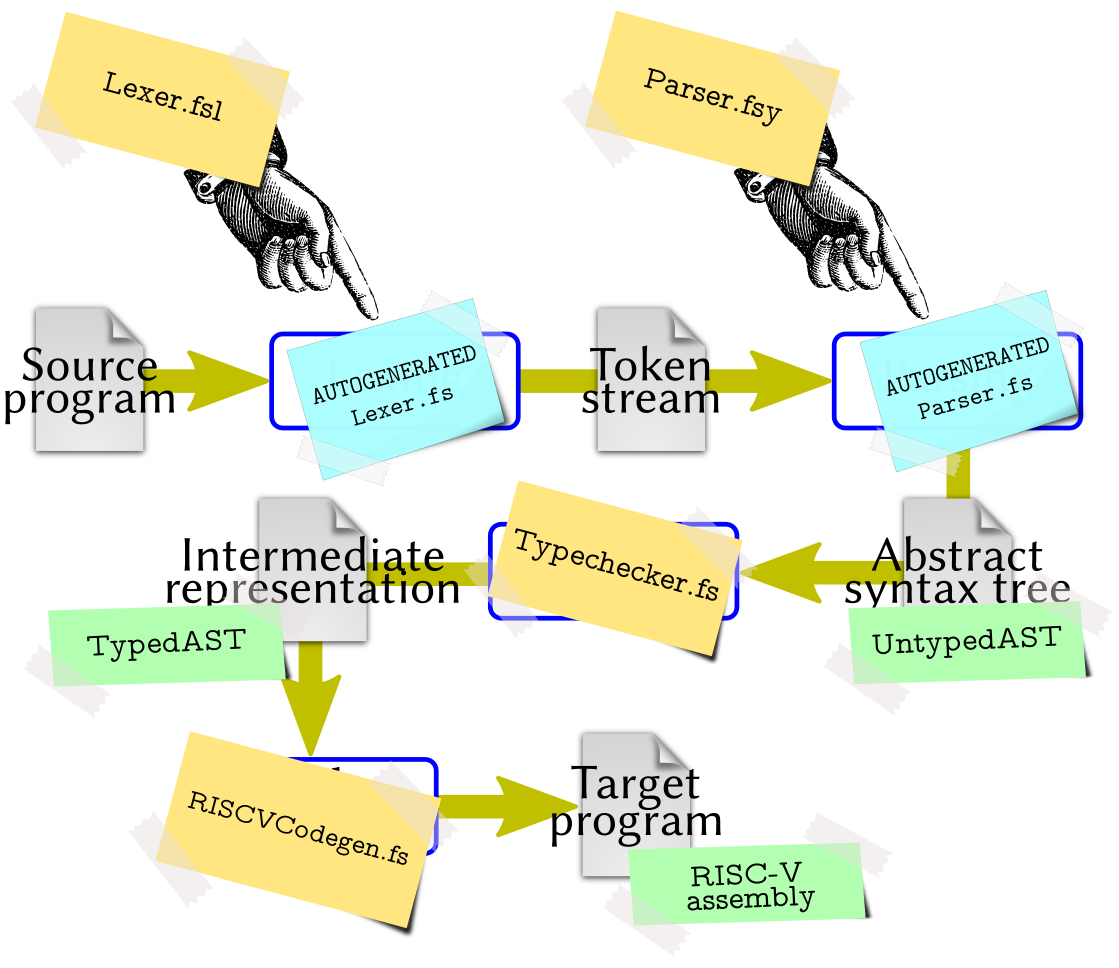 Lexer.fsl
Parser.fsy
Source
program
AUTOGENERATED
Lexer.fs
Token
stream
AUTOGENERATED
Parser.fs
Intermediate
representation
TypedAST
Typechecker.fs
Abstract
syntax tree
UntypedAST
RISCVCodegen.fs
Target
program
RISC-V
assembly